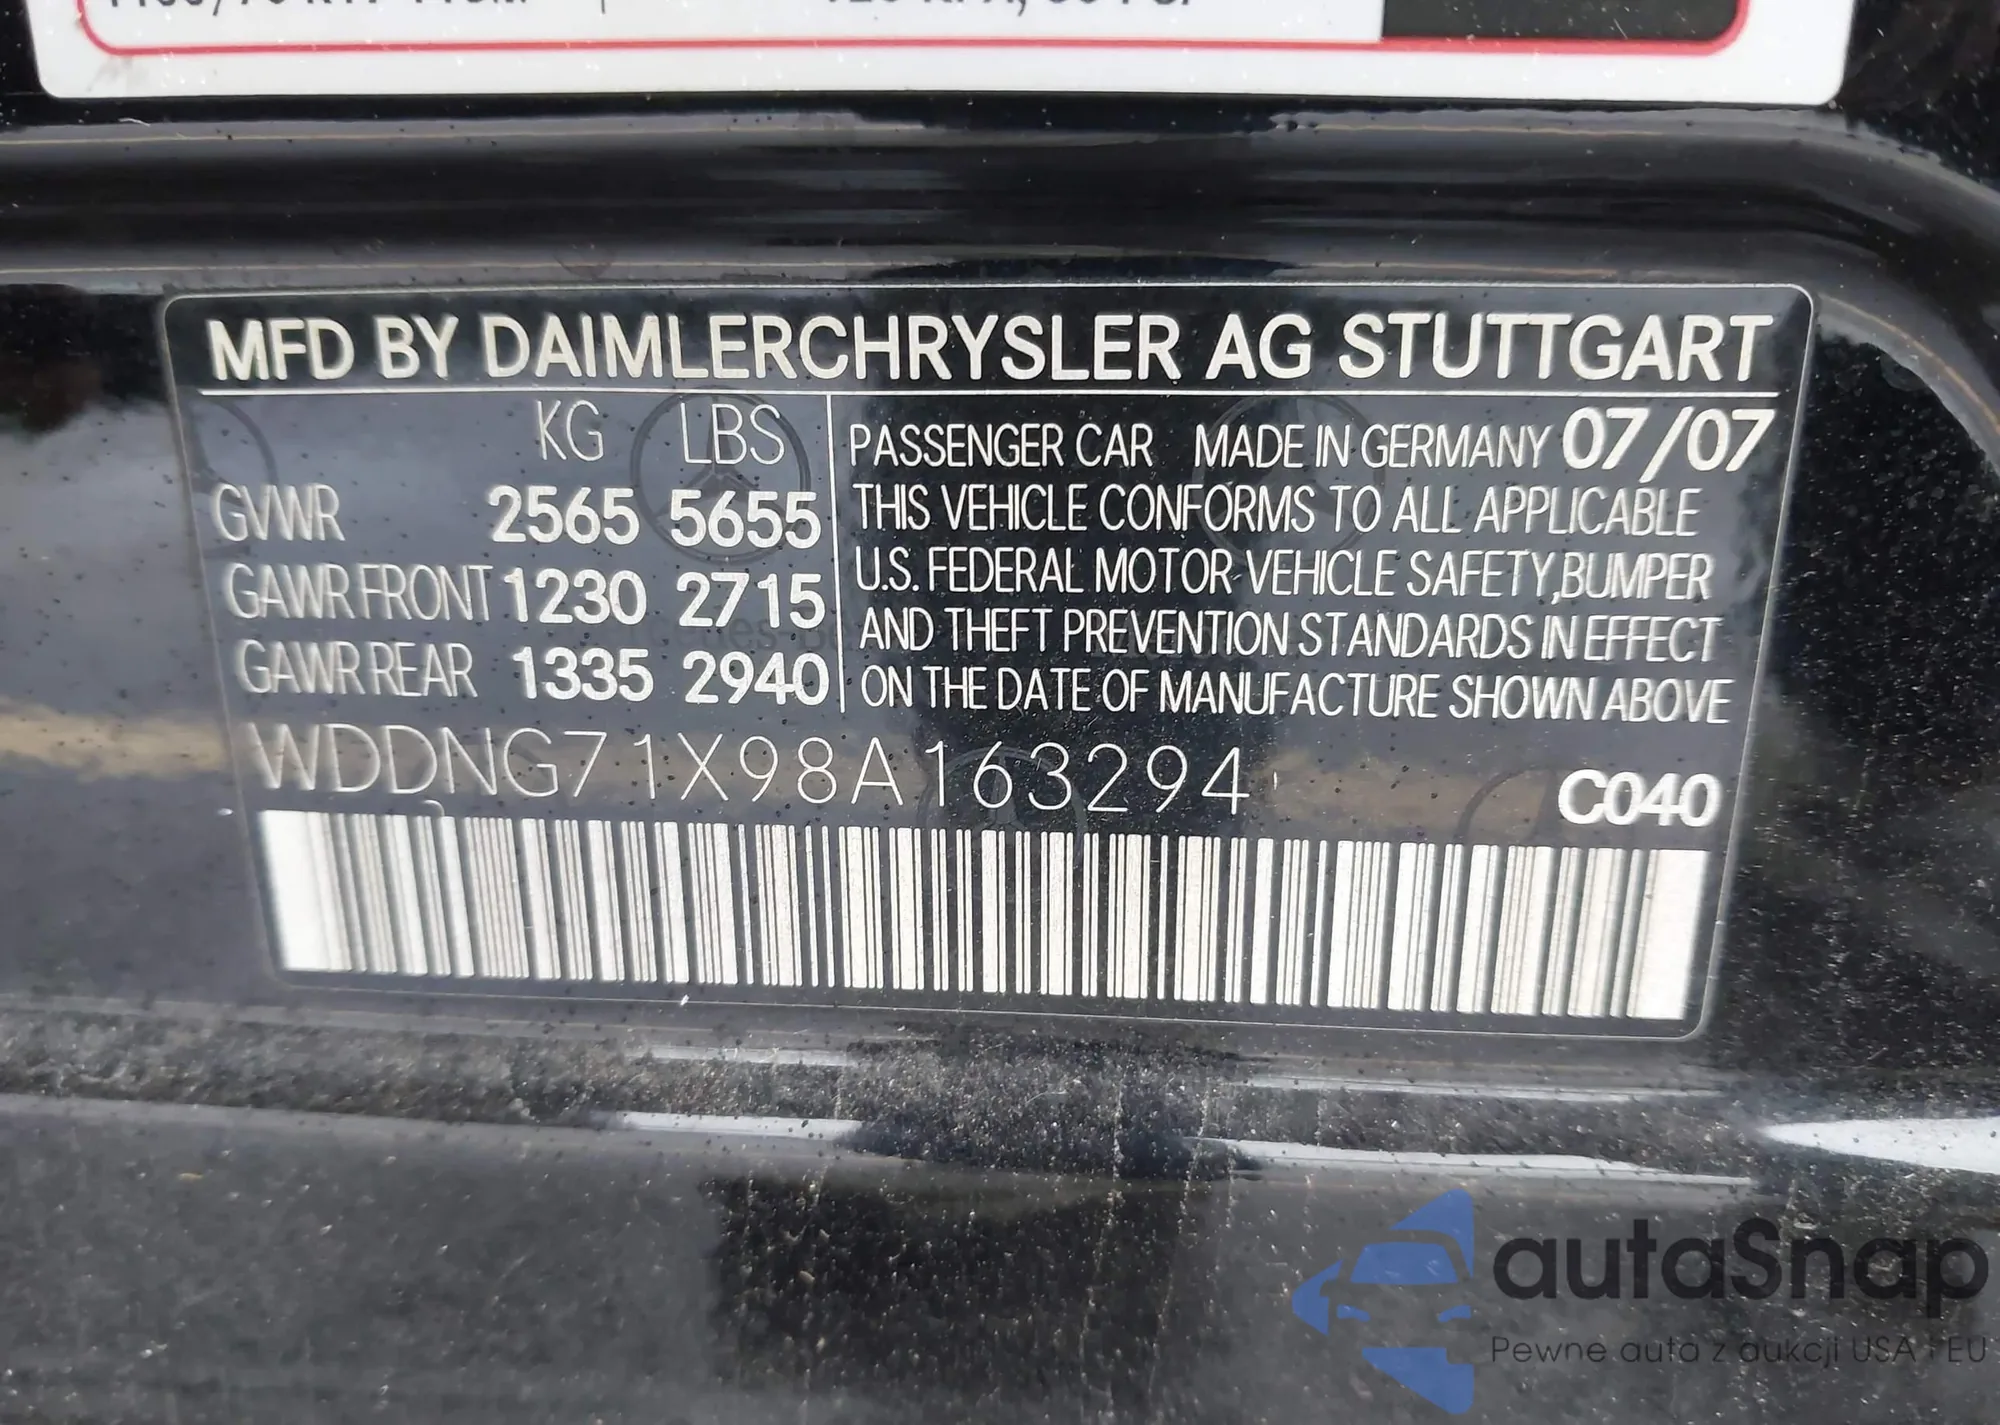 MFD BY DAIMLERCHRYSLER AG STUTTGART
KG LBS
GVWR 2565 5655
GAWR FRONT 1230 2715
GAWR REAR 1335 2940
PASSENGER CAR MADE IN GERMANY 07/07
THIS VEHICLE CONFORMS TO ALL APPLICABLE
U.S. FEDERAL MOTOR VEHICLE SAFETY, BUMPER
AND THEFT PREVENTION STANDARDS IN EFFECT
ON THE DATE OF MANUFACTURE SHOWN ABOVE
WDDNG71X98A163294
C040
autaSnap
Pewne auta z aukcji USA i EU